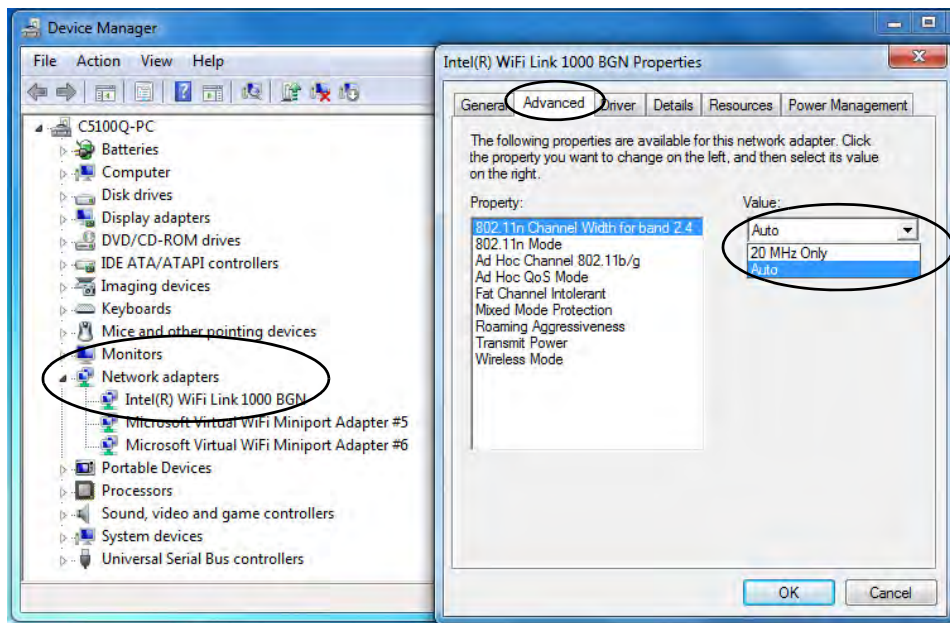 Device Manager
File Action View Help
C5100Q-PC
Batteries
Computer
Disk drives
Display adapters
DVD/CD-ROM drives
IDE ATA/ATAPI controllers
Imaging devices
Keyboards
Mice and other pointing devices
Monitors
Network adapters
Intel(R) WiFi Link 1000 BGN
Microsoft Virtual WiFi Miniport Adapter #5
Microsoft Virtual WiFi Miniport Adapter #6
Portable Devices
Processors
Sound, video and game controllers
System devices
Universal Serial Bus controllers
Intel(R) WiFi Link 1000 BGN Properties
General Advanced Driver Details Resources Power Management
The following properties are available for this network adapter. Click
the property you want to change on the left, and then select its value
on the right.
Property:
802.11n Channel Width for band 2.4
802.11n Mode
Ad Hoc Channel 802.11b/g
Ad Hoc QoS Mode
Fat Channel Intolerant
Mixed Mode Protection
Roaming Aggressiveness
Transmit Power
Wireless Mode
Value:
Auto
20 MHz Only
Auto
OK Cancel